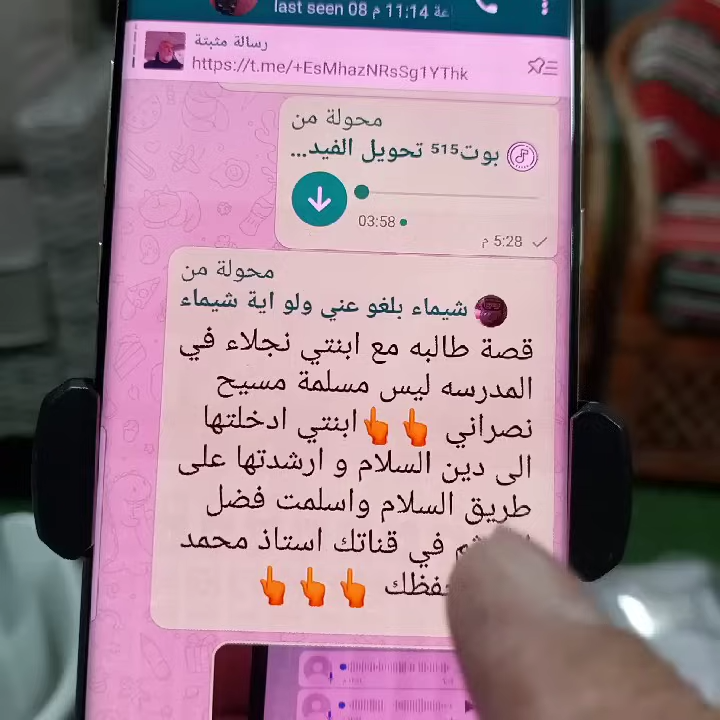 last seen 08 م 11:14
رسالة مثبتة
https://t.me/+EsMhazNRsSg1YThk
محولة من
بوت515 تحويل الفيد...
03:58
5:28 م
محولة من
شيماء بلغو عني ولو اية شيماء
قصة طالبه مع ابنتي نجلاء في
المدرسه ليس مسلمة مسيح
نصراني 👆👆ابنتي ادخلتها
الى دين السلام و ارشدتها على
طريق السلام واسلمت فضل
في قناتك استاذ محمد
👆👆👆